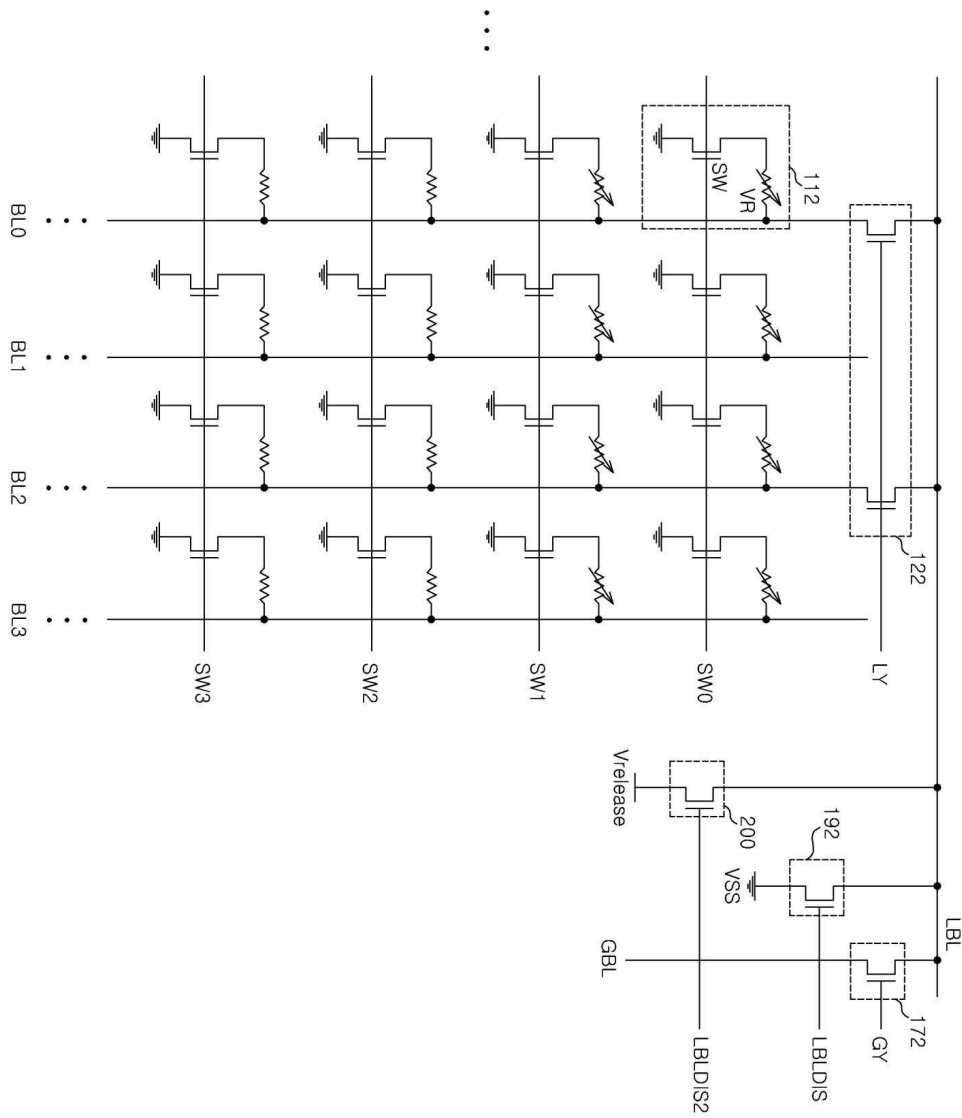 BL0
BL1
BL2
BL3
SW
VR
112
122
SW3
SW2
SW1
SW0
LY
Vrelease
200
192
VSS
LBL
GBL
172
LBLDIS2
LBLDIS
GY